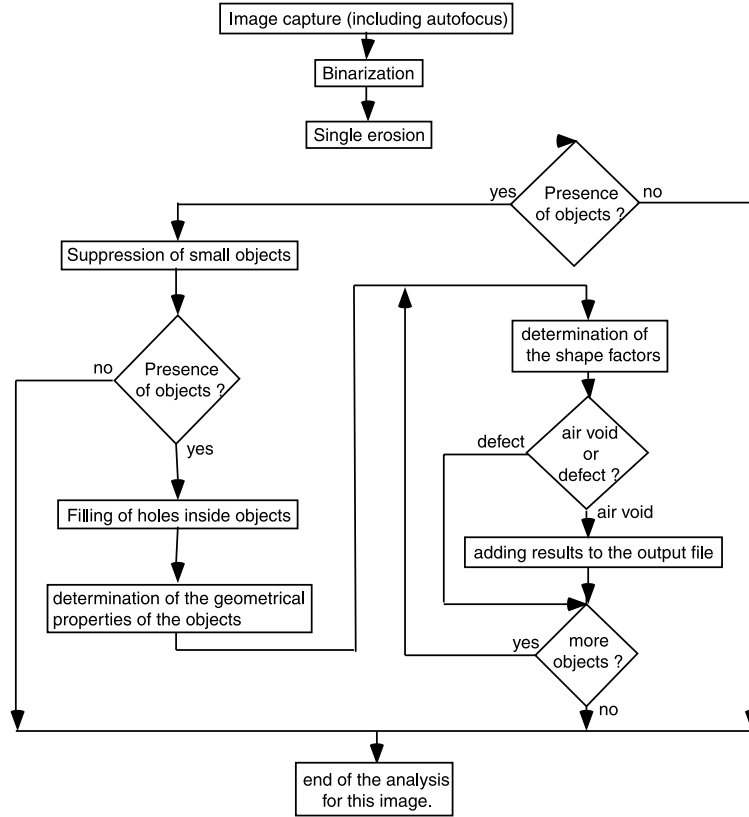 Image capture (including autofocus)
Binarization
Single erosion
Presence
of objects ?
yes
no
Suppression of small objects
Presence
of objects ?
no
yes
Filling of holes inside objects
determination of the geometrical
properties of the objects
determination of
the shape factors
air void
or
defect ?
defect
air void
adding results to the output file
more
objects ?
yes
no
end of the analysis
for this image.